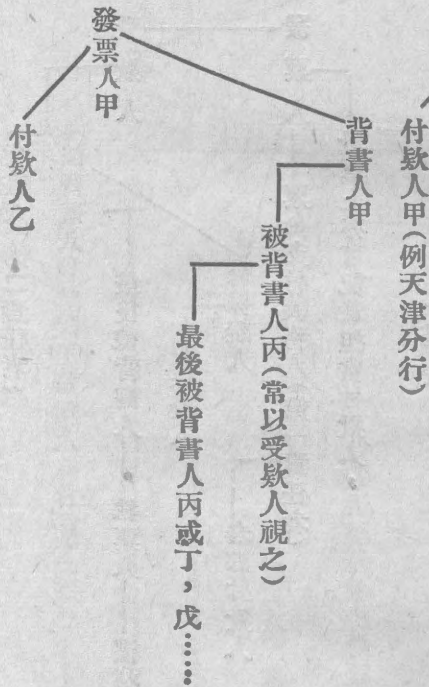 付欵人甲（例天津分行）
背書人甲
被背書人丙（常以受欵人視之）
最後被背書人丙或丁，戊……
發票人甲
付欵人乙